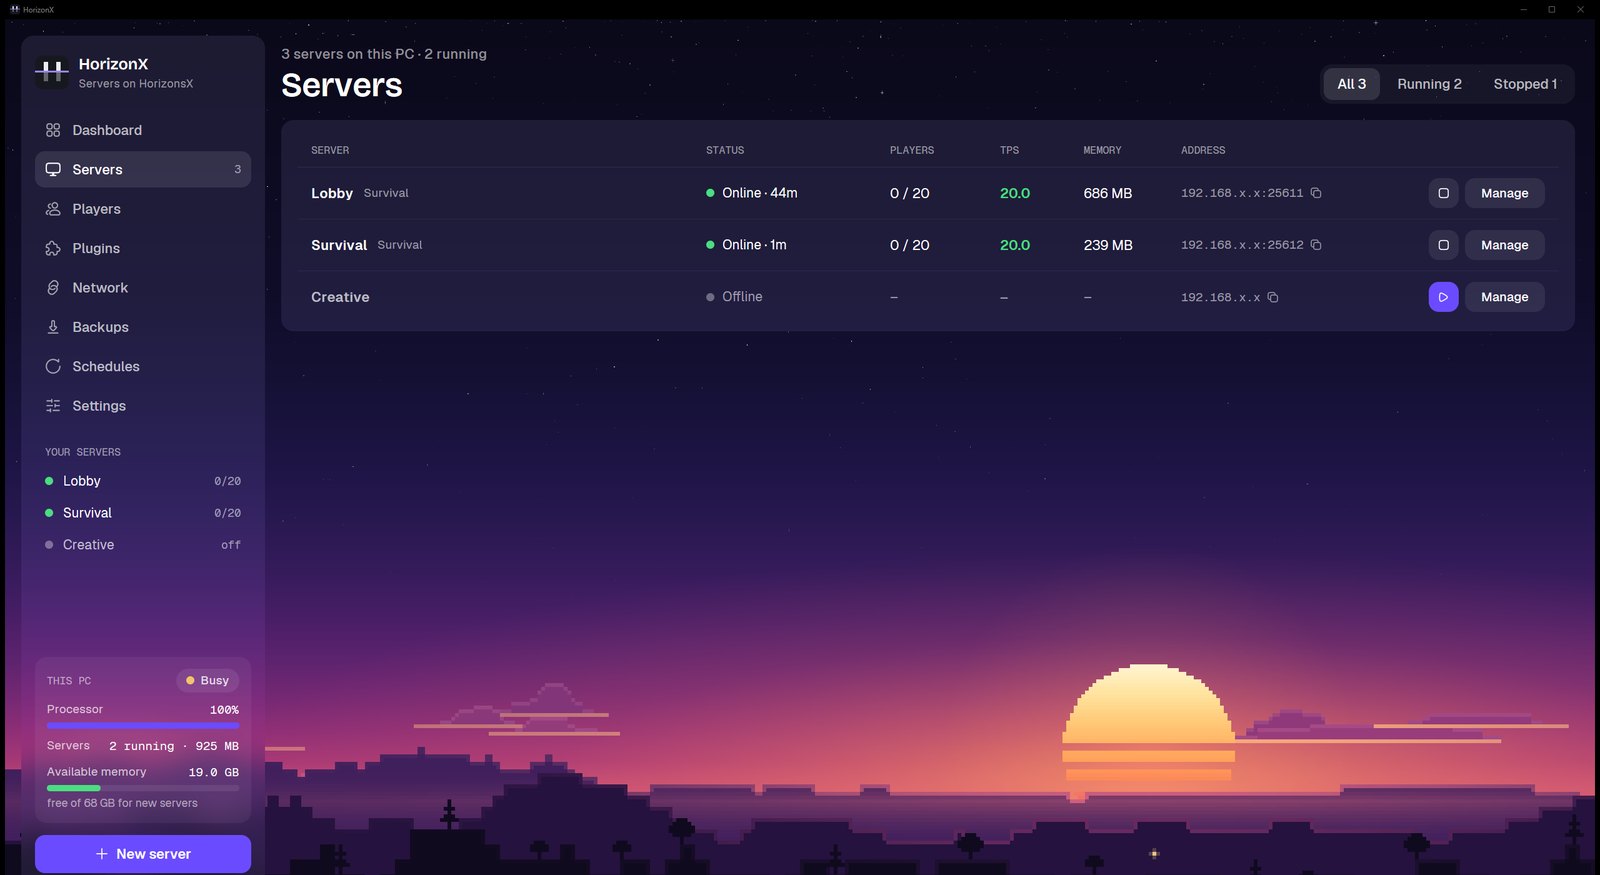 HorizonX
HorizonX
Servers on HorizonsX
Dashboard
Servers 3
Players
Plugins
Network
Backups
Schedules
Settings
YOUR SERVERS
Lobby 0/20
Survival 0/20
Creative off
THIS PC Busy
Processor 100%
Servers 2 running · 925 MB
Available memory 19.0 GB
free of 68 GB for new servers
+ New server
3 servers on this PC · 2 running
Servers
All 3 Running 2 Stopped 1
SERVER STATUS PLAYERS TPS MEMORY ADDRESS
Lobby Survival Online · 44m 0 / 20 20.0 686 MB 192.168.x.x:25611 Manage
Survival Survival Online · 1m 0 / 20 20.0 239 MB 192.168.x.x:25612 Manage
Creative Offline – – – 192.168.x.x Manage